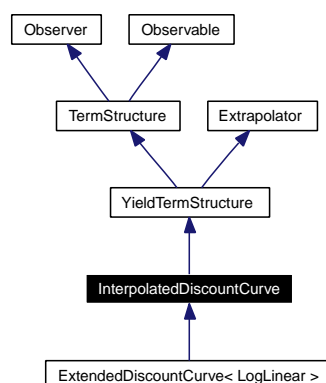 Observer
Observable
TermStructure
Extrapolator
YieldTermStructure
InterpolatedDiscountCurve
ExtendedDiscountCurve< LogLinear >